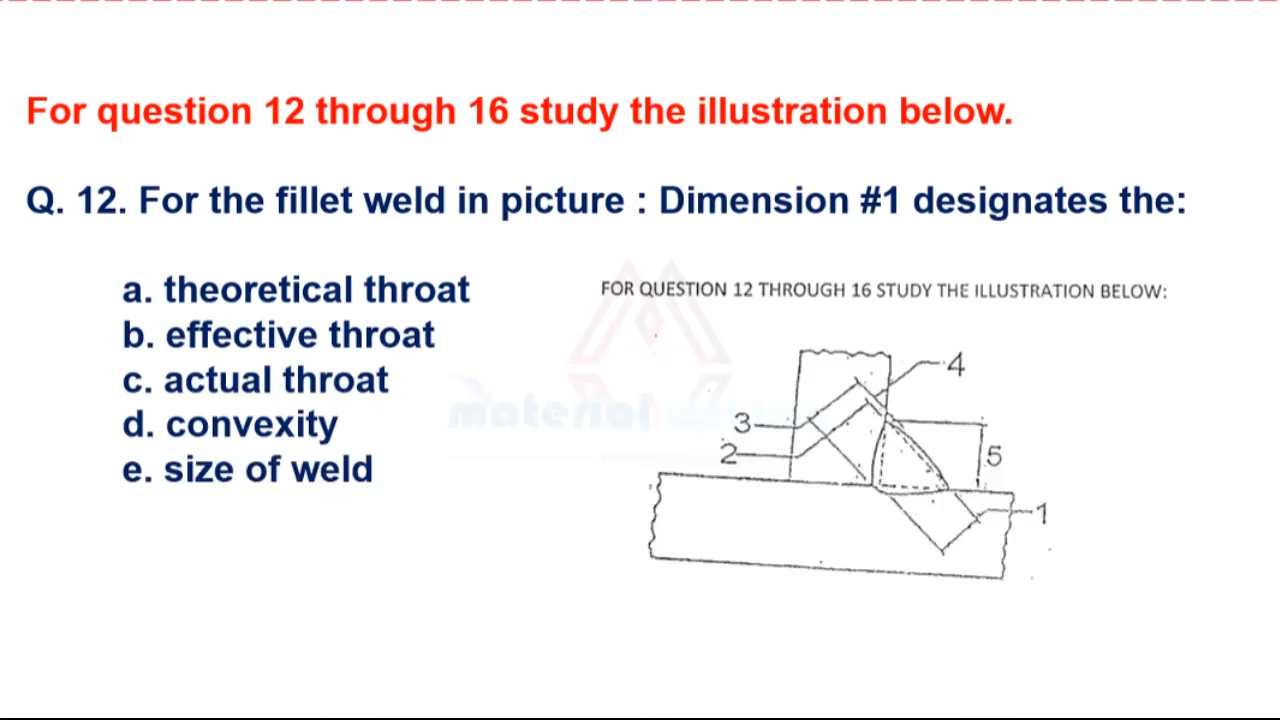 For question 12 through 16 study the illustration below.
Q. 12. For the fillet weld in picture : Dimension #1 designates the:
a. theoretical throat
b. effective throat
c. actual throat
d. convexity
e. size of weld
FOR QUESTION 12 THROUGH 16 STUDY THE ILLUSTRATION BELOW:
4
3
2
5
1
material